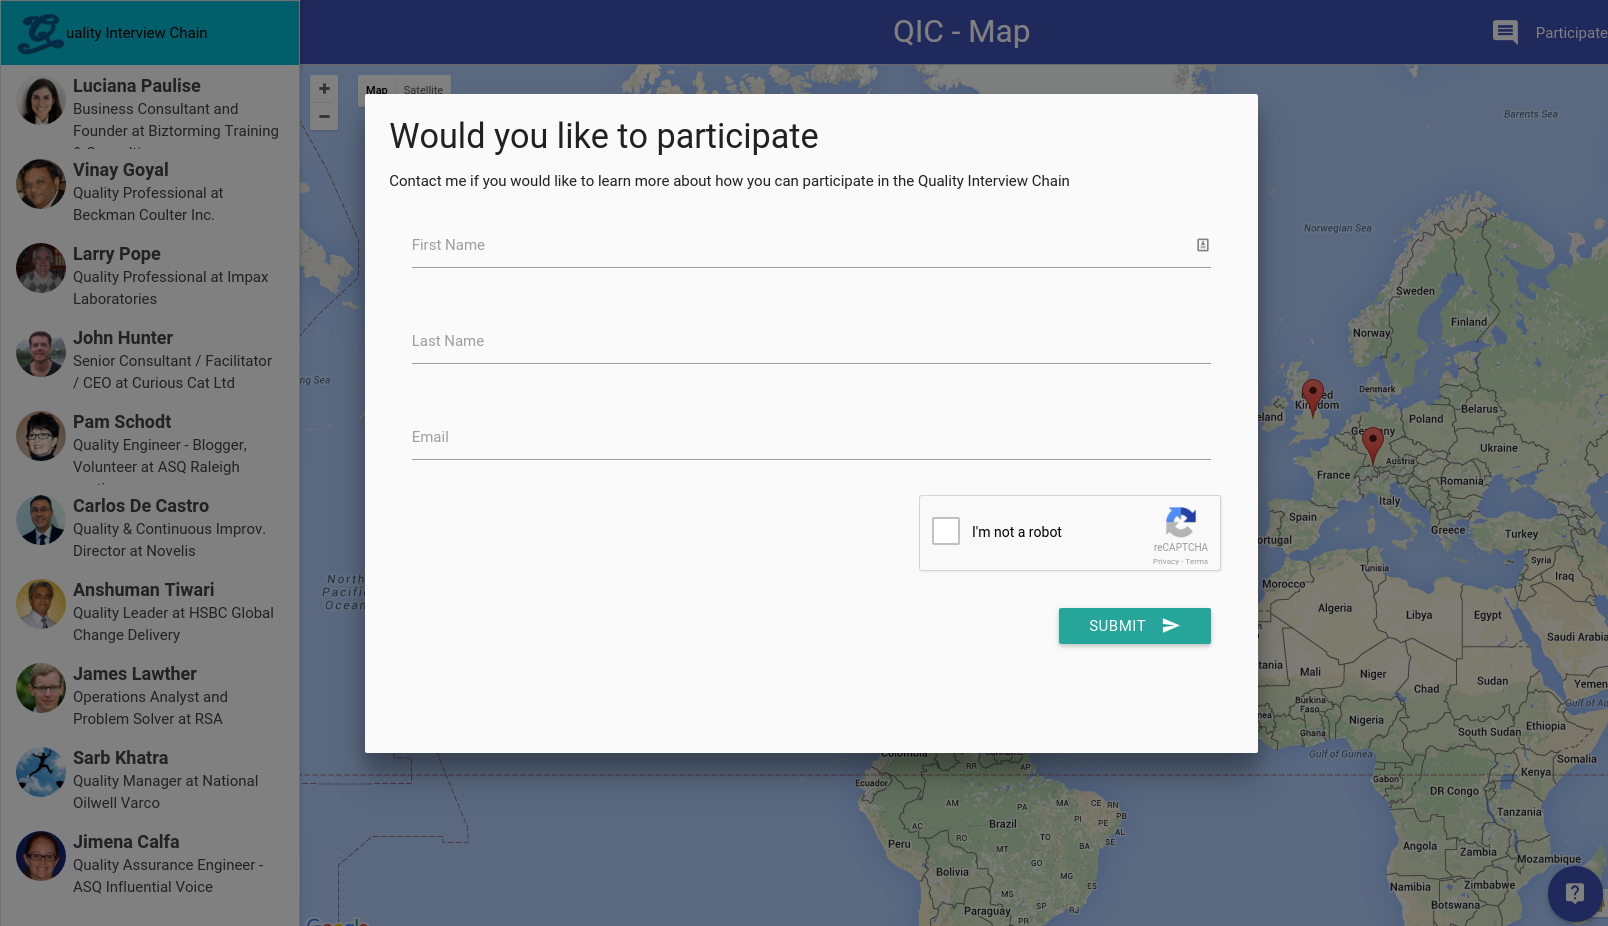 uality Interview Chain
QIC - Map
Participate
Luciana Paulise
Business Consultant and
Founder at Biztorming Training
Vinay Goyal
Quality Professional at
Beckman Coulter Inc.
Larry Pope
Quality Professional at Impax
Laboratories
John Hunter
Senior Consultant / Facilitator
/ CEO at Curious Cat Ltd
Pam Schodt
Quality Engineer - Blogger,
Volunteer at ASQ Raleigh
Carlos De Castro
Quality & Continuous Improv.
Director at Novelis
Anshuman Tiwari
Quality Leader at HSBC Global
Change Delivery
James Lawther
Operations Analyst and
Problem Solver at RSA
Sarb Khatra
Quality Manager at National
Oilwell Varco
Jimena Calfa
Quality Assurance Engineer -
ASQ Influential Voice
+
−
Map
Satellite
Would you like to participate
Contact me if you would like to learn more about how you can participate in the Quality Interview Chain
First Name
Last Name
Email
I'm not a robot
reCAPTCHA
Privacy - Terms
SUBMIT
Barents Sea
Norwegian Sea
Sweden
Finland
Norway
ng Sea
Denmark
Kingdom
eland
Poland
Belarus
Ukraine
Austria
France
Romania
Italy
Spain
Greece
Turkey
ortugal
Syria
Iraq
Tunisia
Morocco
Algeria
Libya
Egypt
Saudi Arabia
North
Pacific
Ocean
tania
Mali
Niger
Chad
Sudan
Yemen
Burkina
Faso
Gulf of Ad
nea
Nigeria
Ghana
South Sudan
Ethiopia
Gulf of Guinea
Somalia
Colombia
RR
AP
Ecuador
Gabon
Kenya
DR Congo
AM
PA
MA
CE
RN
PB
PI
PE
Tanzania
AC
Brazil
TO
AL
RO
BA
SE
Peru
MT
Angola
Zambia
Mozambique
GO
Bolivia
MG
ES
Namibia
Zimbabwe
MS
SP
RJ
Botswana
Paraguay
PR
Google